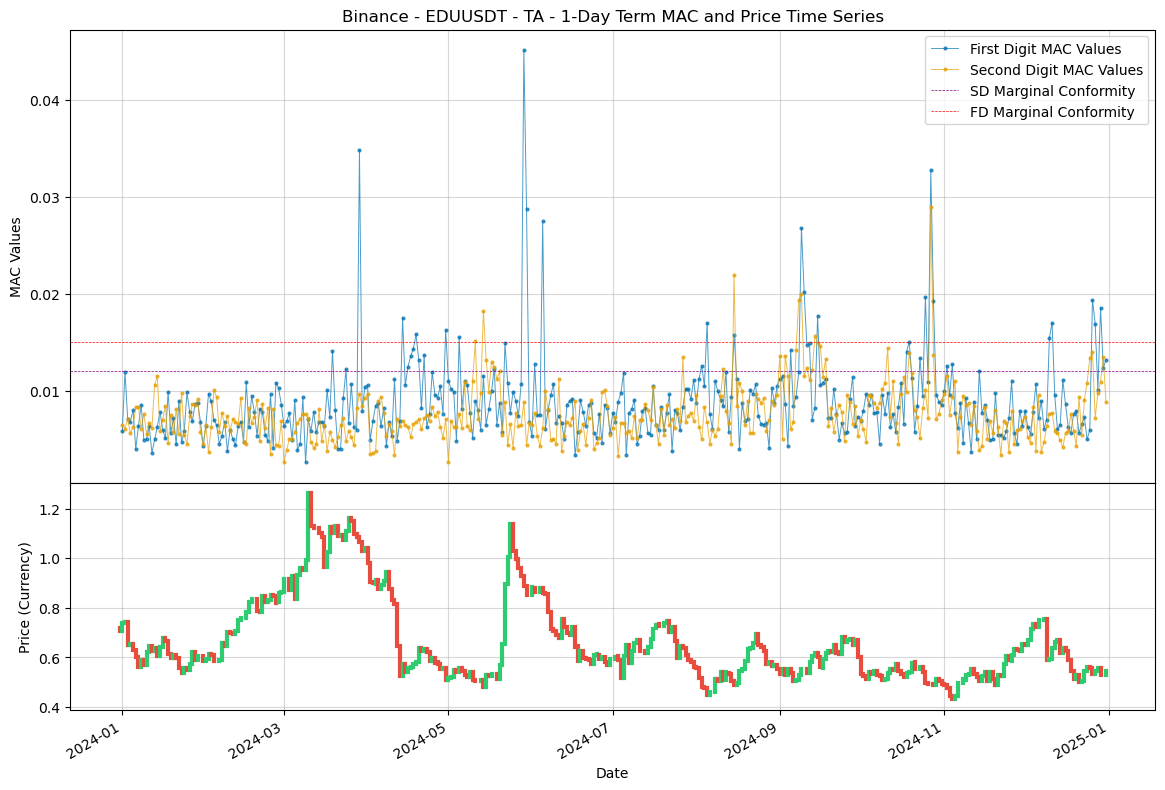 Binance - EDUUSDT - TA - 1-Day Term MAC and Price Time Series
First Digit MAC Values
Second Digit MAC Values
SD Marginal Conformity
FD Marginal Conformity
MAC Values
0.04
0.03
0.02
0.01
Price (Currency)
1.2
1.0
0.8
0.6
0.4
2024-01
2024-03
2024-05
2024-07
2024-09
2024-11
2025-01
Date